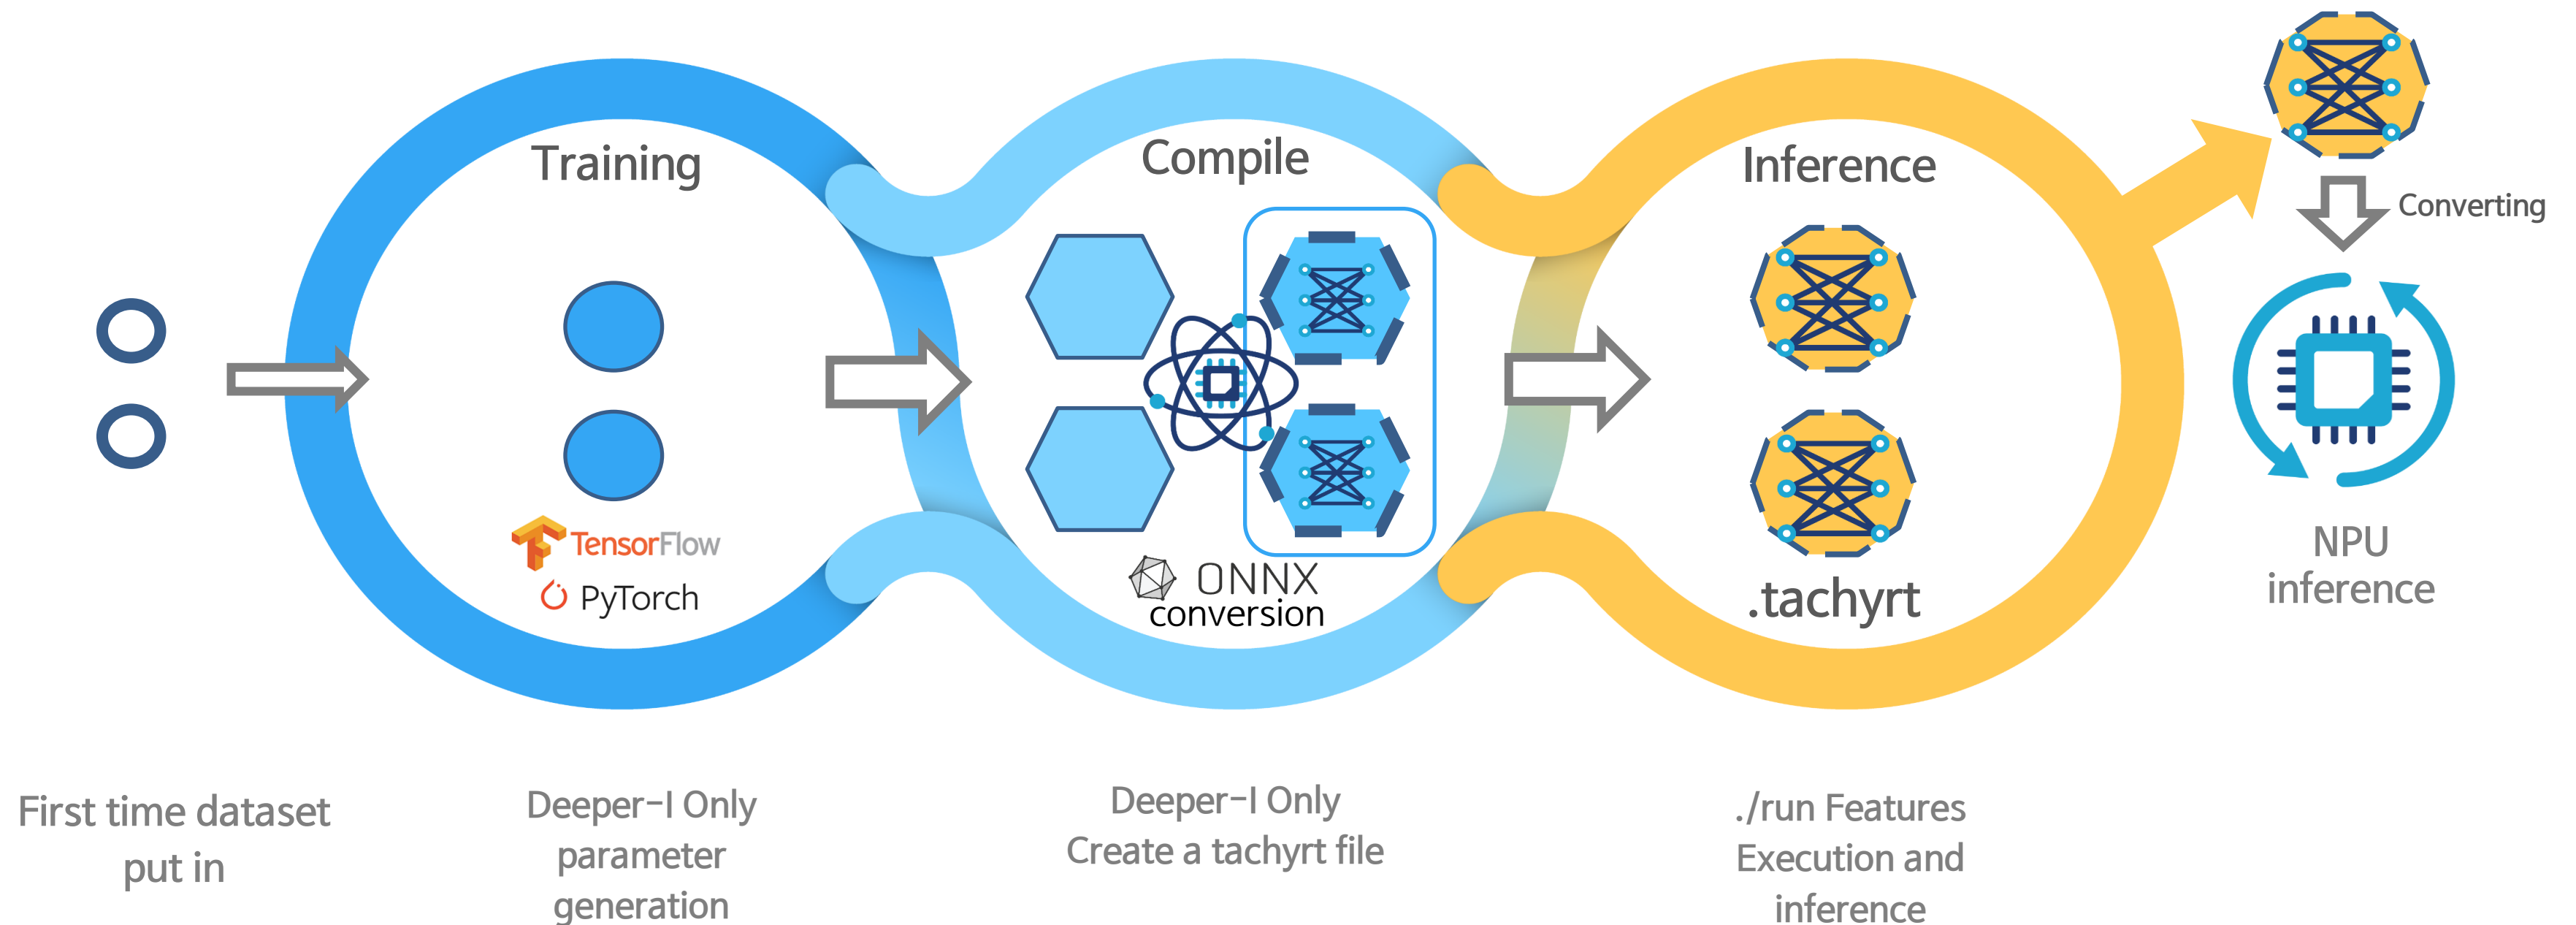 Training
TensorFlow
PyTorch
Compile
ONNX
conversion
Inference
.tachyrt
Converting
NPU
inference
First time dataset
put in
Deeper-I Only
parameter
generation
Deeper-I Only
Create a tachyrt file
./run Features
Execution and
inference